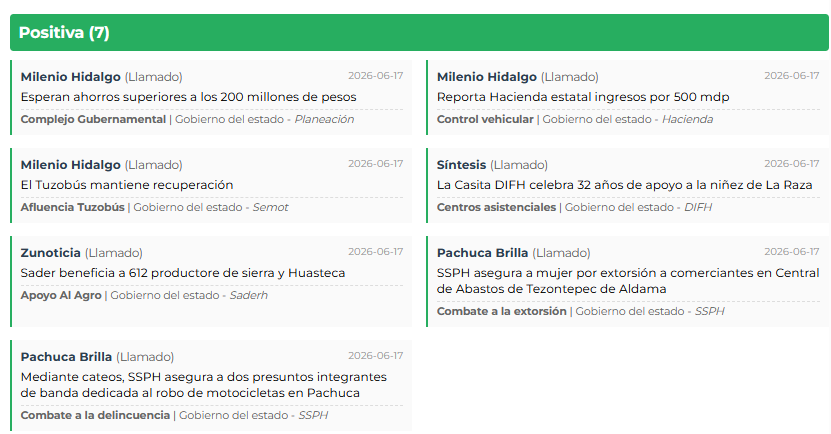 Positiva (7)
Milenio Hidalgo (Llamado) 2026-06-17
Esperan ahorros superiores a los 200 millones de pesos
Complejo Gubernamental | Gobierno del estado - Planeación
Milenio Hidalgo (Llamado) 2026-06-17
Reporta Hacienda estatal ingresos por 500 mdp
Control vehicular | Gobierno del estado - Hacienda
Milenio Hidalgo (Llamado) 2026-06-17
El Tuzobús mantiene recuperación
Afluencia Tuzobús | Gobierno del estado - Semot
Síntesis (Llamado) 2026-06-17
La Casita DIFH celebra 32 años de apoyo a la niñez de La Raza
Centros asistenciales | Gobierno del estado - DIFH
Zunoticia (Llamado) 2026-06-17
Sader beneficia a 612 productore de sierra y Huasteca
Apoyo Al Agro | Gobierno del estado - Saderh
Pachuca Brilla (Llamado) 2026-06-17
SSPH asegura a mujer por extorsión a comerciantes en Central
de Abastos de Tezontepec de Aldama
Combate a la extorsión | Gobierno del estado - SSPH
Pachuca Brilla (Llamado) 2026-06-17
Mediante cateos, SSPH asegura a dos presuntos integrantes
de banda dedicada al robo de motocicletas en Pachuca
Combate a la delincuencia | Gobierno del estado - SSPH